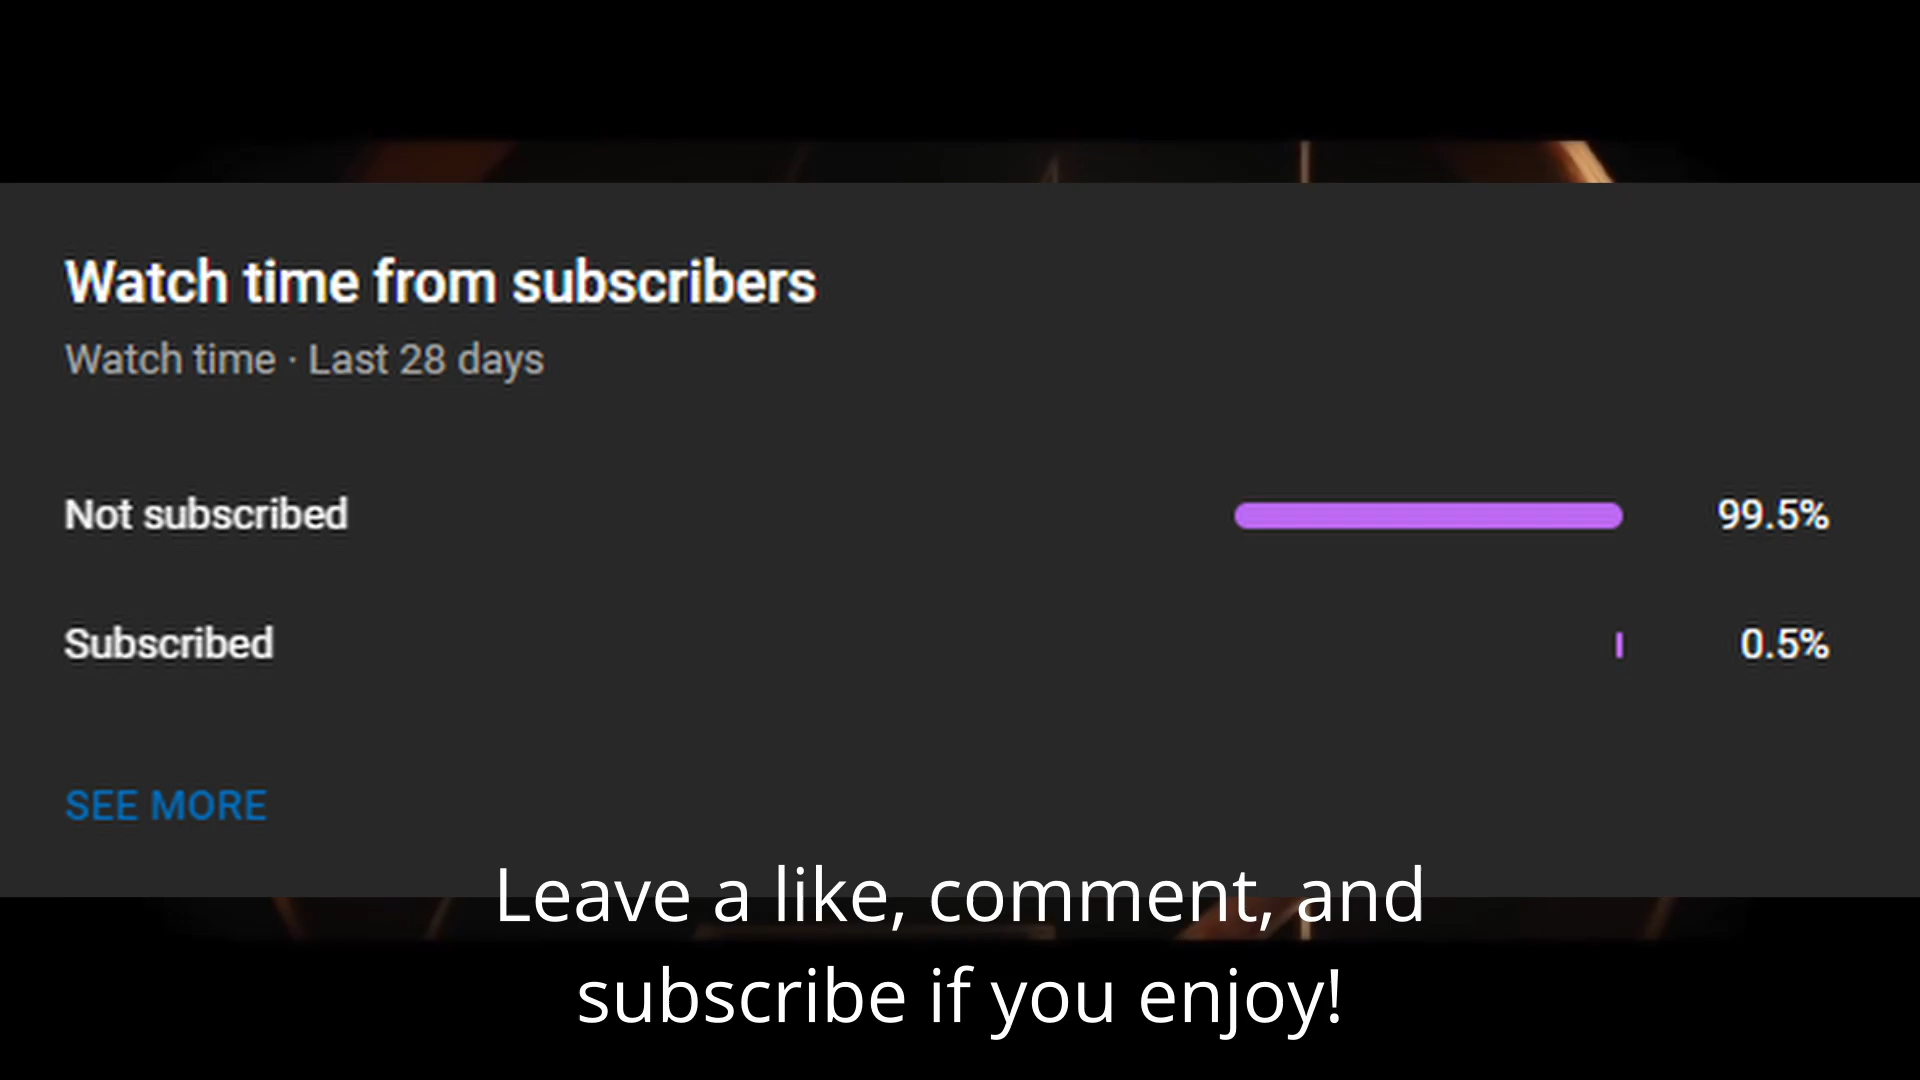 Watch time from subscribers
Watch time · Last 28 days
Not subscribed 99.5%
Subscribed 0.5%
SEE MORE
Leave a like, comment, and
subscribe if you enjoy!